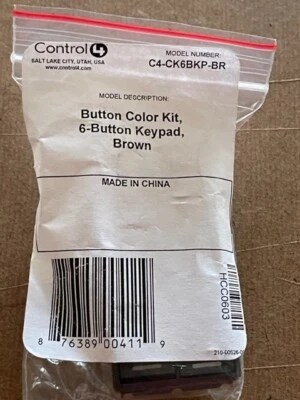 Control4
SALT LAKE CITY, UTAH, USA
www.control4.com
MODEL NUMBER:
C4-CK6BKP-BR
MODEL DESCRIPTION:
Button Color Kit,
6-Button Keypad,
Brown
MADE IN CHINA
HCC0603
8 76389 00411 9